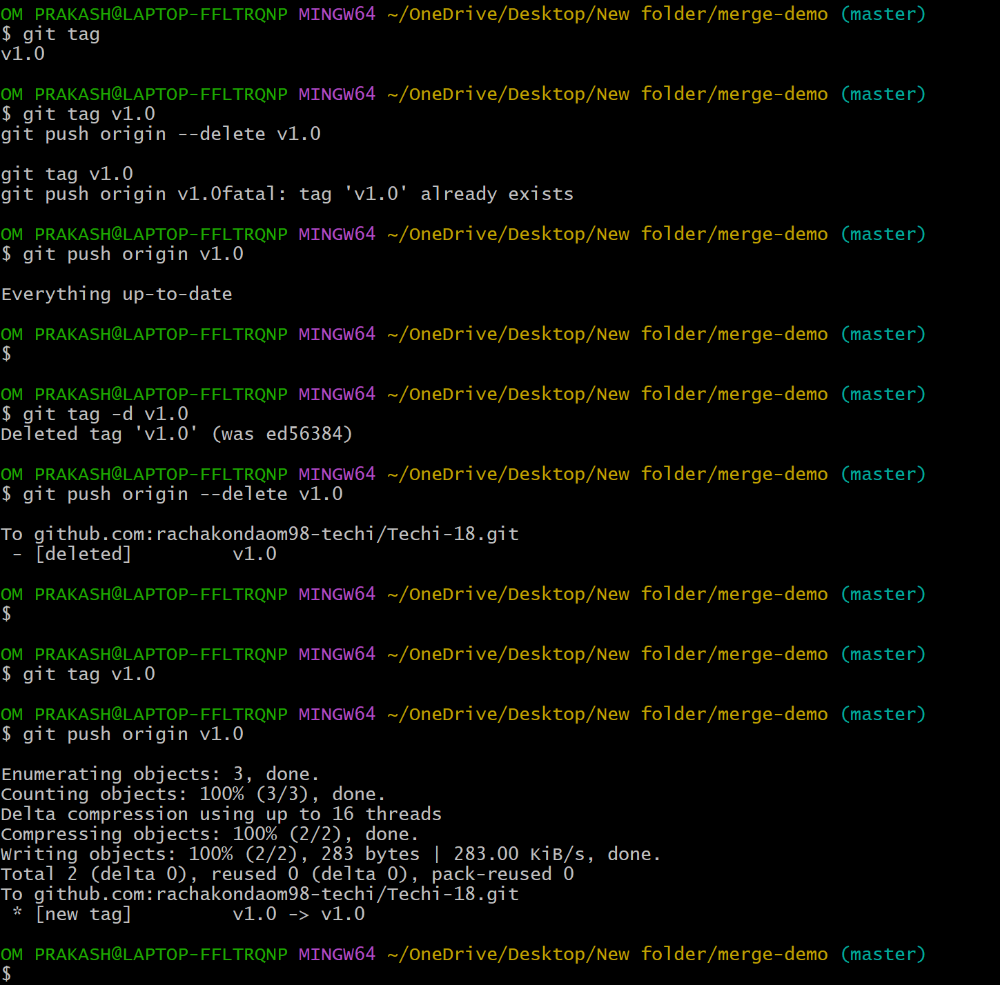 OM PRAKASH@LAPTOP-FFLTRQNP MINGW64 ~/OneDrive/Desktop/New folder/merge-demo (master)
$ git tag
v1.0
OM PRAKASH@LAPTOP-FFLTRQNP MINGW64 ~/OneDrive/Desktop/New folder/merge-demo (master)
$ git tag v1.0
git push origin --delete v1.0
git tag v1.0
git push origin v1.0fatal: tag 'v1.0' already exists
OM PRAKASH@LAPTOP-FFLTRQNP MINGW64 ~/OneDrive/Desktop/New folder/merge-demo (master)
$ git push origin v1.0
Everything up-to-date
OM PRAKASH@LAPTOP-FFLTRQNP MINGW64 ~/OneDrive/Desktop/New folder/merge-demo (master)
$
OM PRAKASH@LAPTOP-FFLTRQNP MINGW64 ~/OneDrive/Desktop/New folder/merge-demo (master)
$ git tag -d v1.0
Deleted tag 'v1.0' (was ed56384)
OM PRAKASH@LAPTOP-FFLTRQNP MINGW64 ~/OneDrive/Desktop/New folder/merge-demo (master)
$ git push origin --delete v1.0
To github.com:rachakondaom98-techi/Techi-18.git
 - [deleted]         v1.0
OM PRAKASH@LAPTOP-FFLTRQNP MINGW64 ~/OneDrive/Desktop/New folder/merge-demo (master)
$
OM PRAKASH@LAPTOP-FFLTRQNP MINGW64 ~/OneDrive/Desktop/New folder/merge-demo (master)
$ git tag v1.0
OM PRAKASH@LAPTOP-FFLTRQNP MINGW64 ~/OneDrive/Desktop/New folder/merge-demo (master)
$ git push origin v1.0
Enumerating objects: 3, done.
Counting objects: 100% (3/3), done.
Delta compression using up to 16 threads
Compressing objects: 100% (2/2), done.
Writing objects: 100% (2/2), 283 bytes | 283.00 KiB/s, done.
Total 2 (delta 0), reused 0 (delta 0), pack-reused 0
To github.com:rachakondaom98-techi/Techi-18.git
 * [new tag]         v1.0 -> v1.0
OM PRAKASH@LAPTOP-FFLTRQNP MINGW64 ~/OneDrive/Desktop/New folder/merge-demo (master)
$